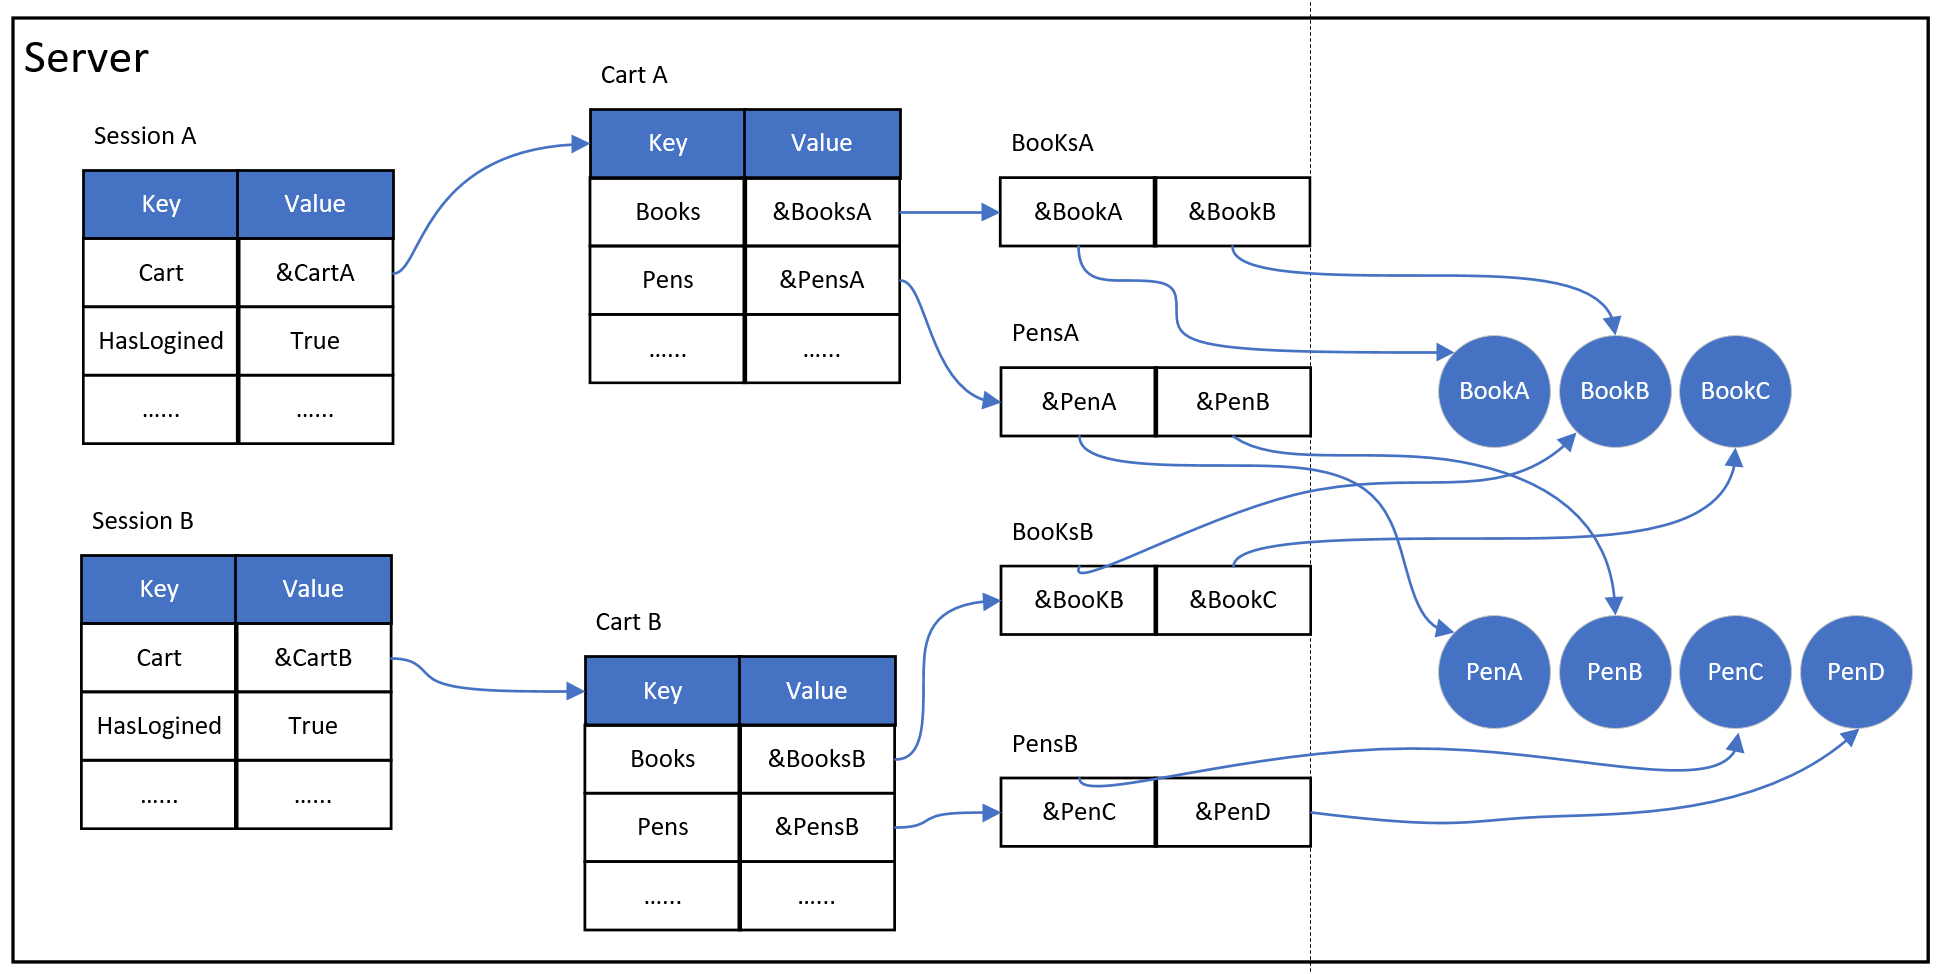 Server
Session A
Key Value
Cart &CartA
HasLogined True
...... ......
Cart A
Key Value
Books &BooksA
Pens &PensA
...... ......
BooKsA
&BookA &BookB
PensA
&PenA &PenB
BookA BookB BookC
Session B
Key Value
Cart &CartB
HasLogined True
...... ......
Cart B
Key Value
Books &BooksB
Pens &PensB
...... ......
BooKsB
&BooKB &BookC
PensB
&PenC &PenD
PenA PenB PenC PenD